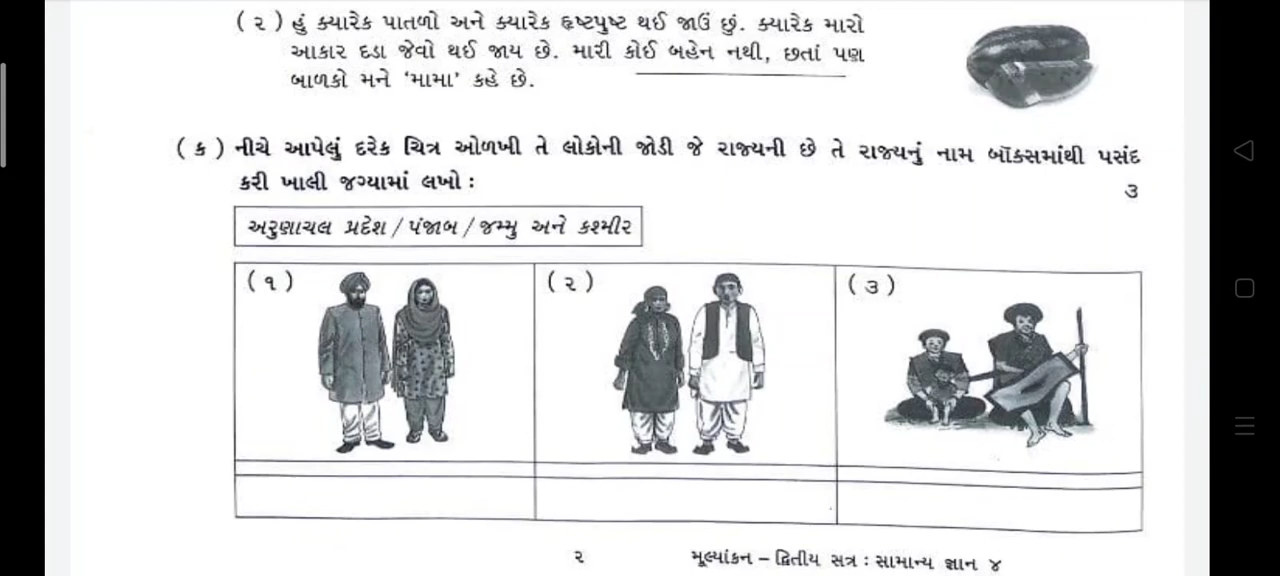 (૨) હું ક્યારેક પાતળો અને ક્યારેક હૃષ્ટપુષ્ટ થઈ જાઉં છું. ક્યારેક મારો
આકાર દડા જેવો થઈ જાય છે. મારી કોઈ બહેન નથી, છતાં પણ
બાળકો મને ‘મામા’ કહે છે.
(ક) નીચે આપેલું દરેક ચિત્ર ઓળખી તે લોકોની જોડી જે રાજ્યની છે તે રાજ્યનું નામ બૉક્સમાંથી પસંદ
કરી ખાલી જગ્યામાં લખો :
૩
અરુણાચલ પ્રદેશ / પંજાબ / જમ્મુ અને કશ્મીર
(૧) (૨) (૩)
૨ મૂલ્યાંકન – દ્વિતીય સત્ર : સામાન્ય જ્ઞાન ૪